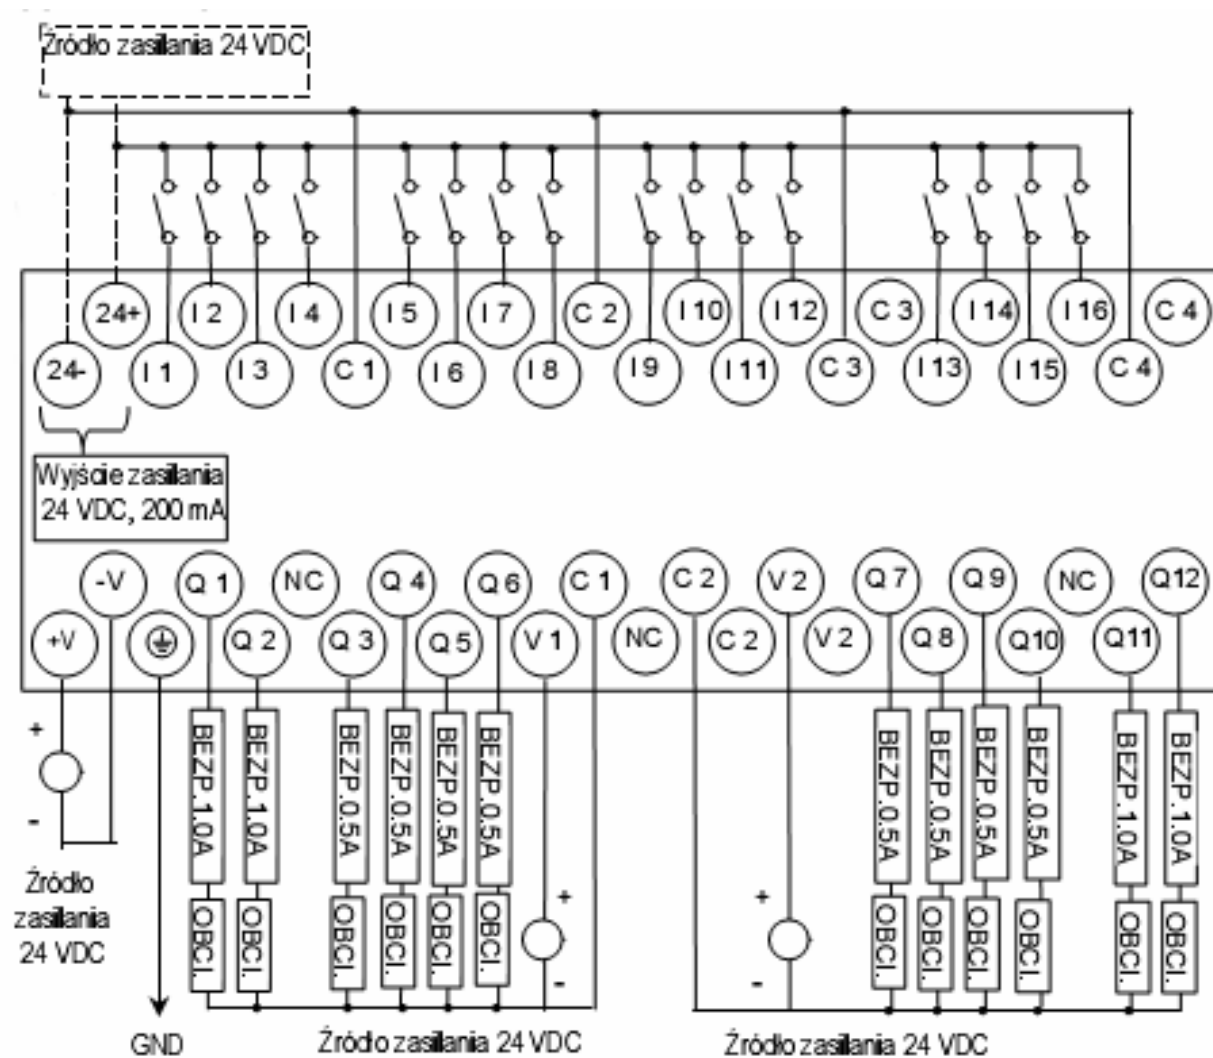 Źródło zasillania 24 VDC
24+
I 2
I 4
I 5
I 7
C 2
I 10
I 12
C 3
I 14
I 16
C 4
24-
I 1
I 3
C 1
I 6
I 8
I 9
I 11
C 3
I 13
I 15
C 4
Wyjście zasillania
24 VDC, 200 mA
-V
Q 1
NC
Q 4
Q 6
C 1
C 2
V 2
Q 7
Q 9
NC
Q12
+V
Q 2
Q 3
Q 5
V 1
NC
C 2
V 2
Q 8
Q10
Q11
+
-
BEZP.1.0A
BEZP.1.0A
BEZP.0.5A
BEZP.0.5A
BEZP.0.5A
BEZP.0.5A
BEZP.0.5A
BEZP.0.5A
BEZP.0.5A
BEZP.0.5A
BEZP.1.0A
BEZP.1.0A
OBCI.
OBCI.
OBCI.
OBCI.
OBCI.
OBCI.
+
-
+
-
OBCI.
OBCI.
OBCI.
OBCI.
OBCI.
OBCI.
Źródło
zasillania
24 VDC
GND
Źródło zasillania 24 VDC
Źródło zasillania 24 VDC